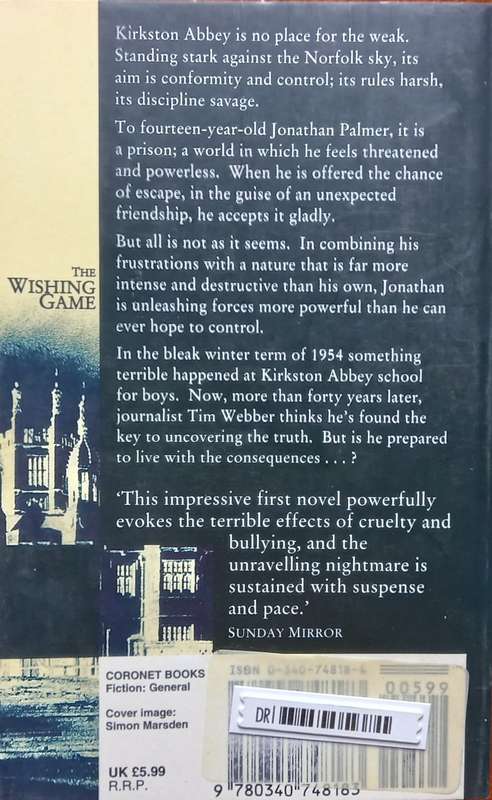 Kirkston Abbey is no place for the weak.
Standing stark against the Norfolk sky, its
aim is conformity and control; its rules harsh,
its discipline savage.
To fourteen-year-old Jonathan Palmer, it is
a prison; a world in which he feels threatened
and powerless. When he is offered the chance
of escape, in the guise of an unexpected
friendship, he accepts it gladly.
But all is not as it seems. In combining his
frustrations with a nature that is far more
intense and destructive than his own, Jonathan
is unleashing forces more powerful than he can
ever hope to control.
In the bleak winter term of 1954 something
terrible happened at Kirkston Abbey school
for boys. Now, more than forty years later,
journalist Tim Webber thinks he's found the
key to uncovering the truth. But is he prepared
to live with the consequences . . . ?
THE
WISHING
GAME
‘This impressive first novel powerfully
evokes the terrible effects of cruelty and
bullying, and the
unravelling nightmare is
sustained with suspense
and pace.’
SUNDAY MIRROR
CORONET BOOKS
Fiction: General
Cover image:
Simon Marsden
UK £5.99
R.R.P.
ISBN 0-340-74818-4
00599
DR
9 780340 748183